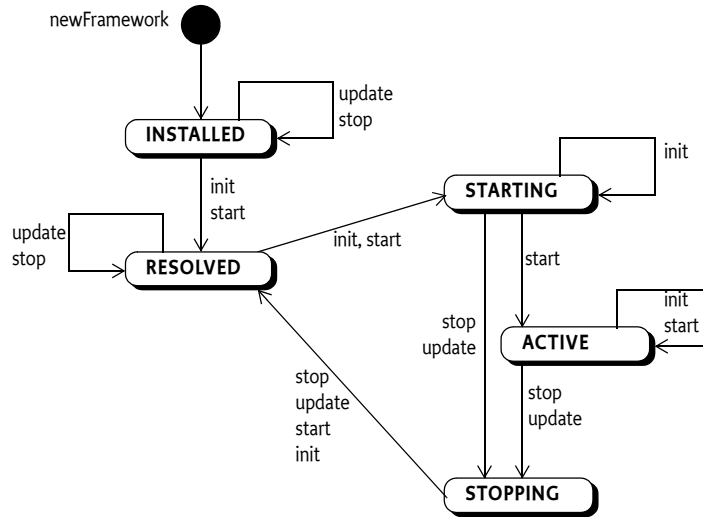 newFramework
update
stop
INSTALLED
init
start
init
STARTING
update
stop
init, start
RESOLVED
start
init
start
stop
update
ACTIVE
stop
update
start
init
stop
update
STOPPING